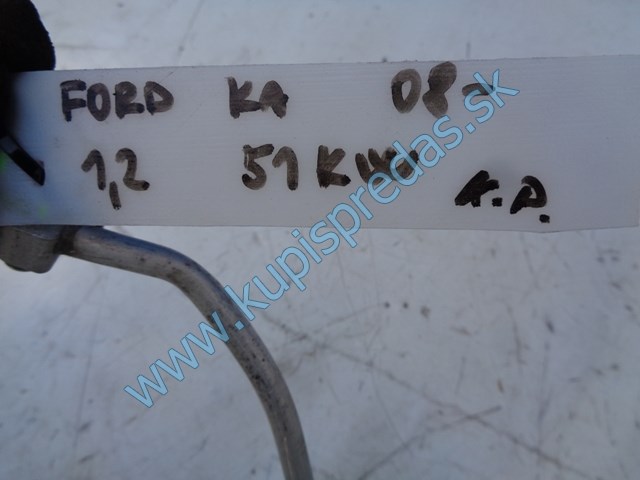 FORD KA 08-
1,2 51 KW K.P.
www.kupispredas.sk